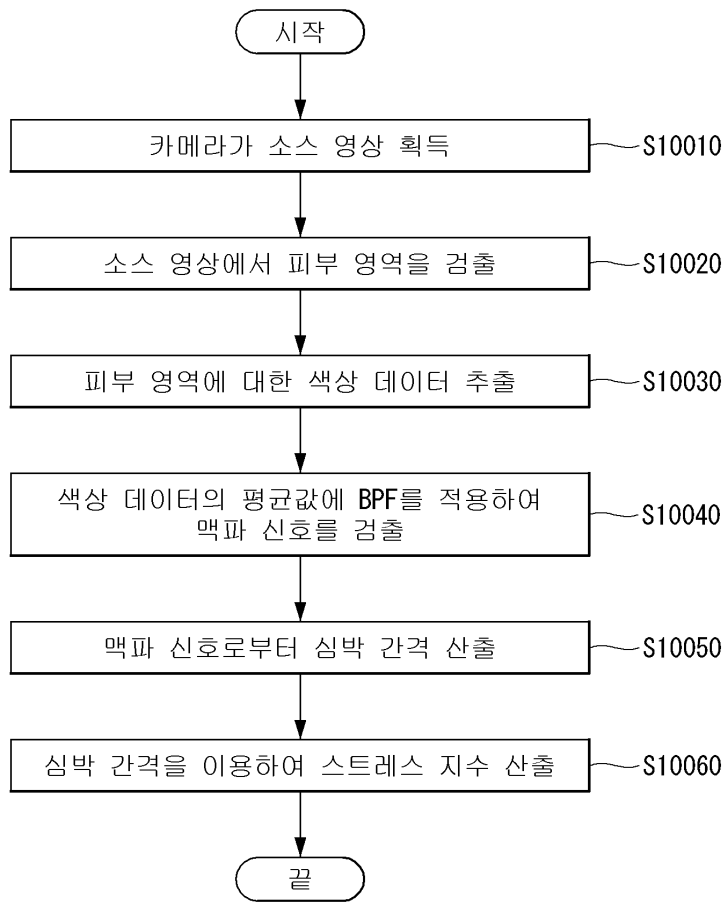 시작
카메라가 소스 영상 획득
S10010
소스 영상에서 피부 영역을 검출
S10020
피부 영역에 대한 색상 데이터 추출
S10030
색상 데이터의 평균값에 BPF를 적용하여
맥파 신호를 검출
S10040
맥파 신호로부터 심박 간격 산출
S10050
심박 간격을 이용하여 스트레스 지수 산출
S10060
끝